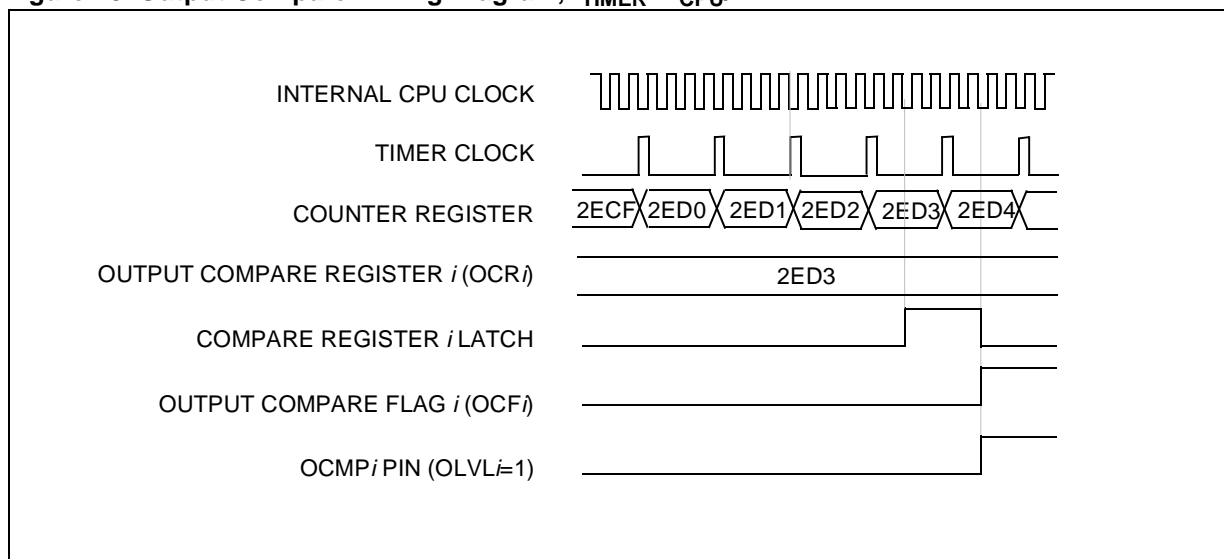 INTERNAL CPU CLOCK
TIMER CLOCK
COUNTER REGISTER 2ECF 2ED0 2ED1 2ED2 2ED3 2ED4
OUTPUT COMPARE REGISTER i (OCRi) 2ED3
COMPARE REGISTER i LATCH
OUTPUT COMPARE FLAG i (OCFi)
OCMPi PIN (OLVLi=1)